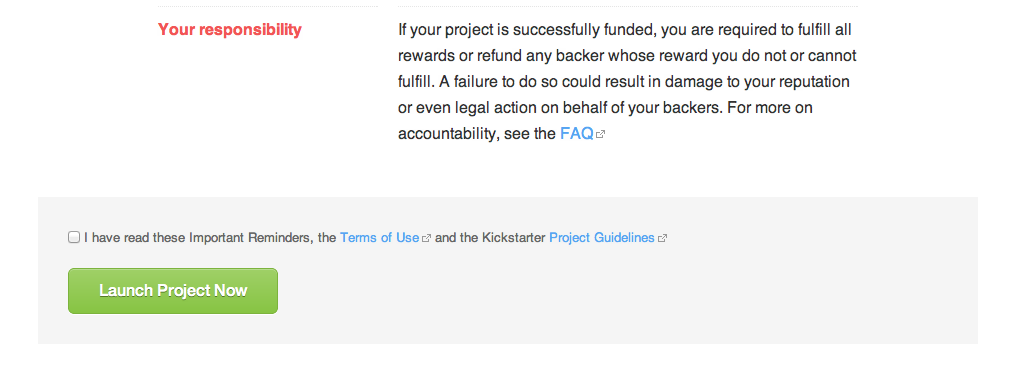 Your responsibility
If your project is successfully funded, you are required to fulfill all
rewards or refund any backer whose reward you do not or cannot
fulfill. A failure to do so could result in damage to your reputation
or even legal action on behalf of your backers. For more on
accountability, see the FAQ
I have read these Important Reminders, the Terms of Use and the Kickstarter Project Guidelines
Launch Project Now